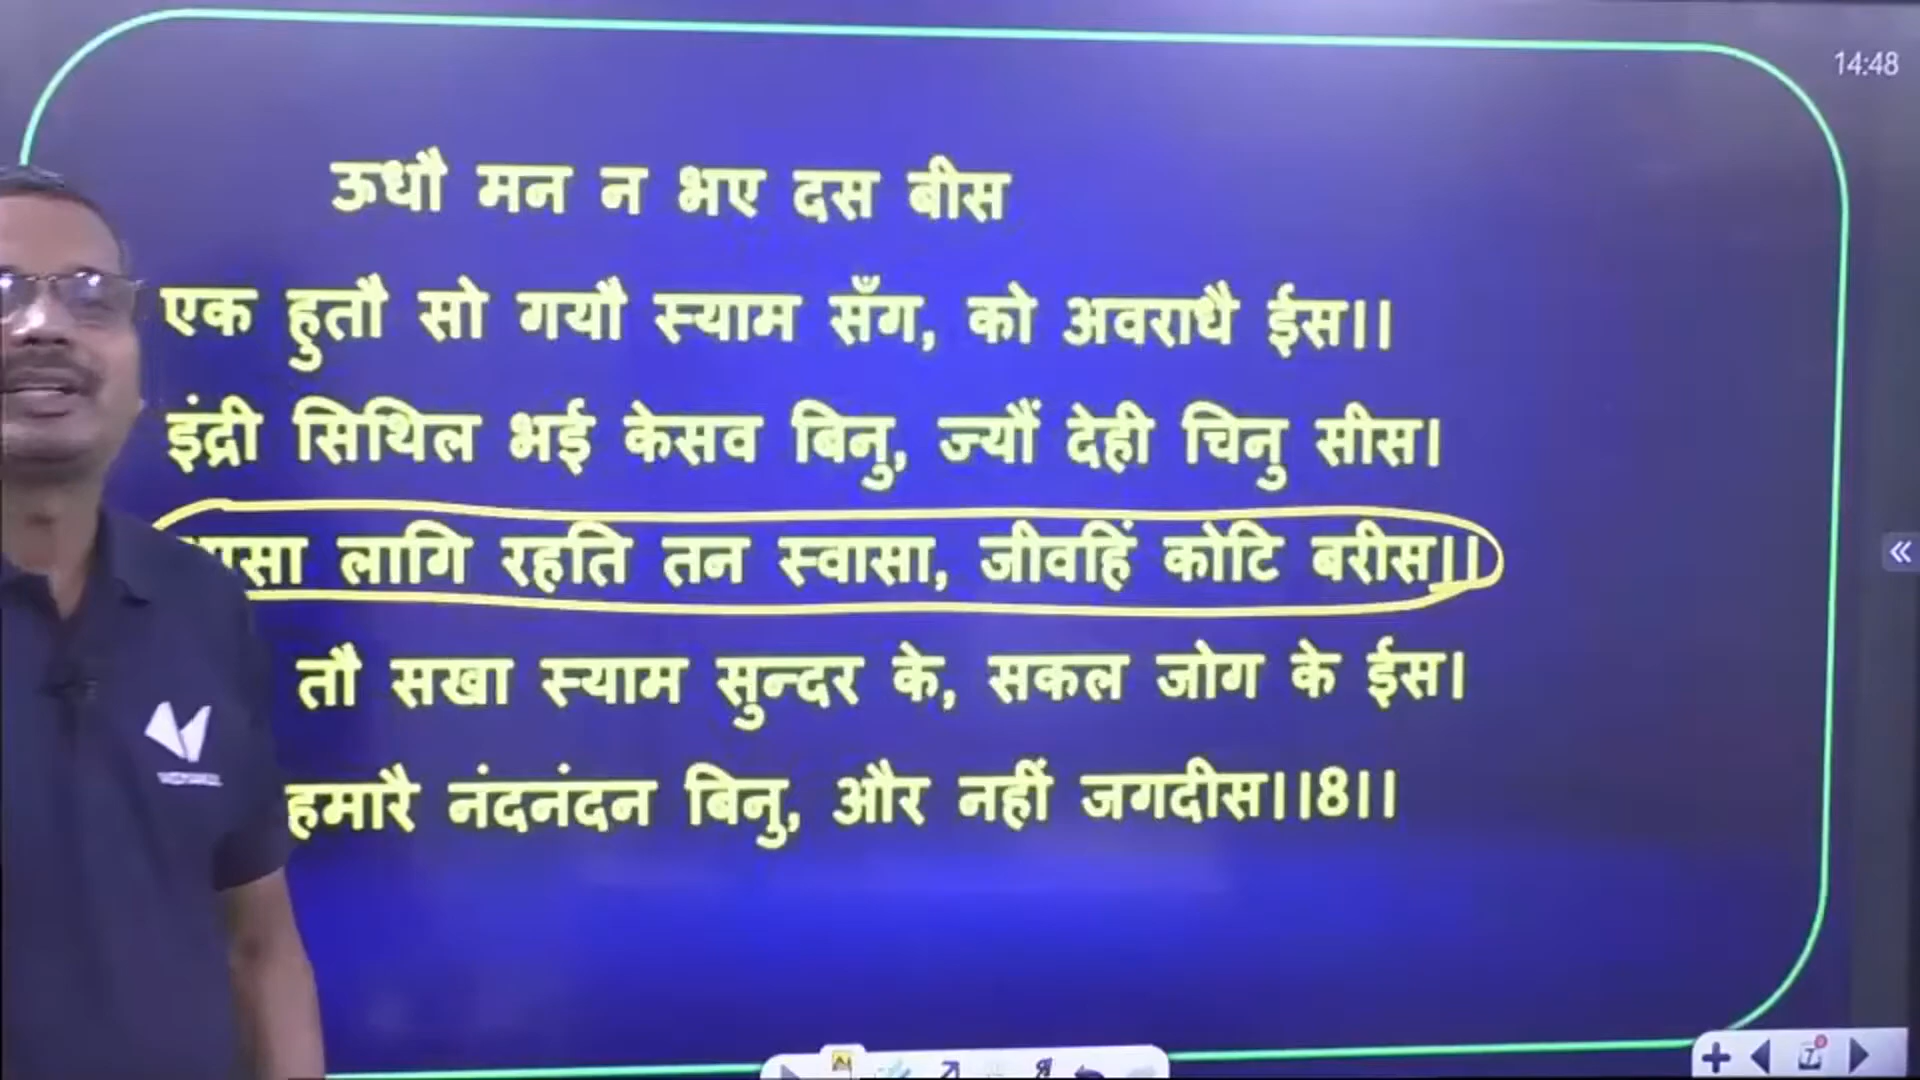 14:48
ऊधौ मन न भए दस बीस
एक हुतौ सो गयौ स्याम सँग, को अवराधै ईस।।
इंद्री सिथिल भई केसव बिनु, ज्यौं देही चिनु सीस।
लागि रहति तन स्वासा, जीवहिं कोटि बरीस।।
तौ सखा स्याम सुन्दर के, सकल जोग के ईस।
हमारै नंदनंदन बिनु, और नहीं जगदीस।।8।।